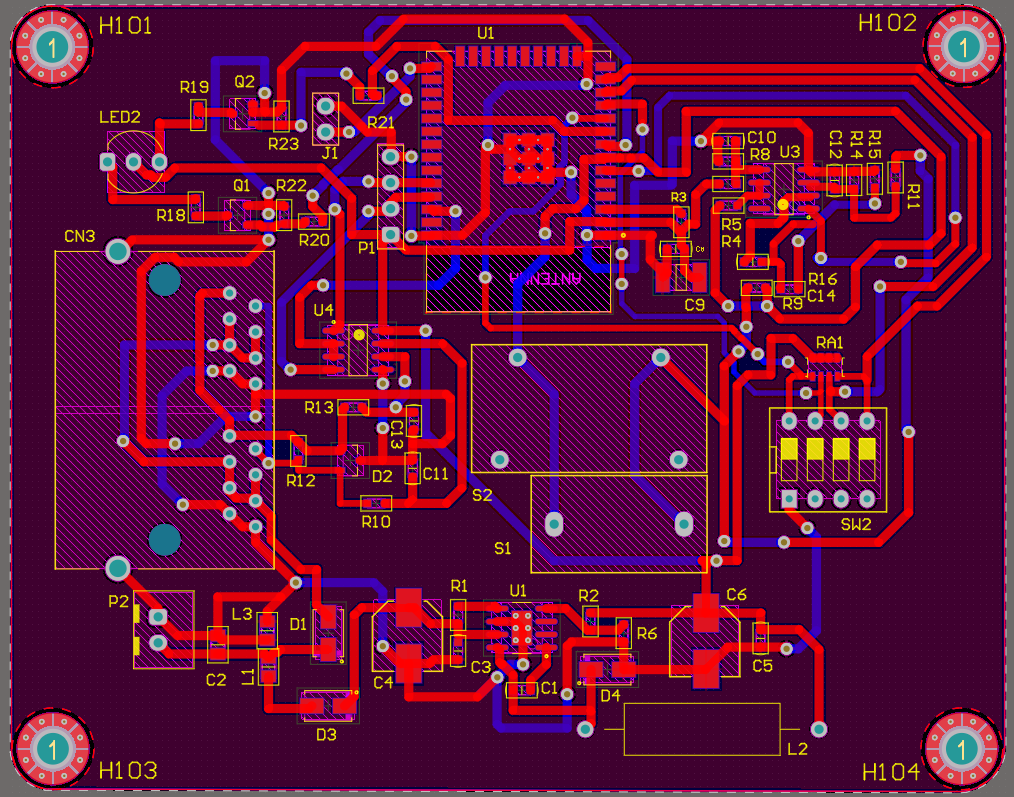 H101
H102
1
1
U1
Q2
R19
LED2
R21
R23
J1
C10
R8
U3
C12
R14
R15
R11
Q1
R22
R18
R20
P1
R3
R5
R4
CN3
C8
ANTENNA
C9
R16
C14
R9
U4
RA1
R13
C13
D2
C11
R12
R10
S2
S1
SW2
P2
L3
D1
R1
U1
R2
C6
R6
C2
L1
C4
C3
C1
D4
C5
D3
L2
1
1
H103
H104